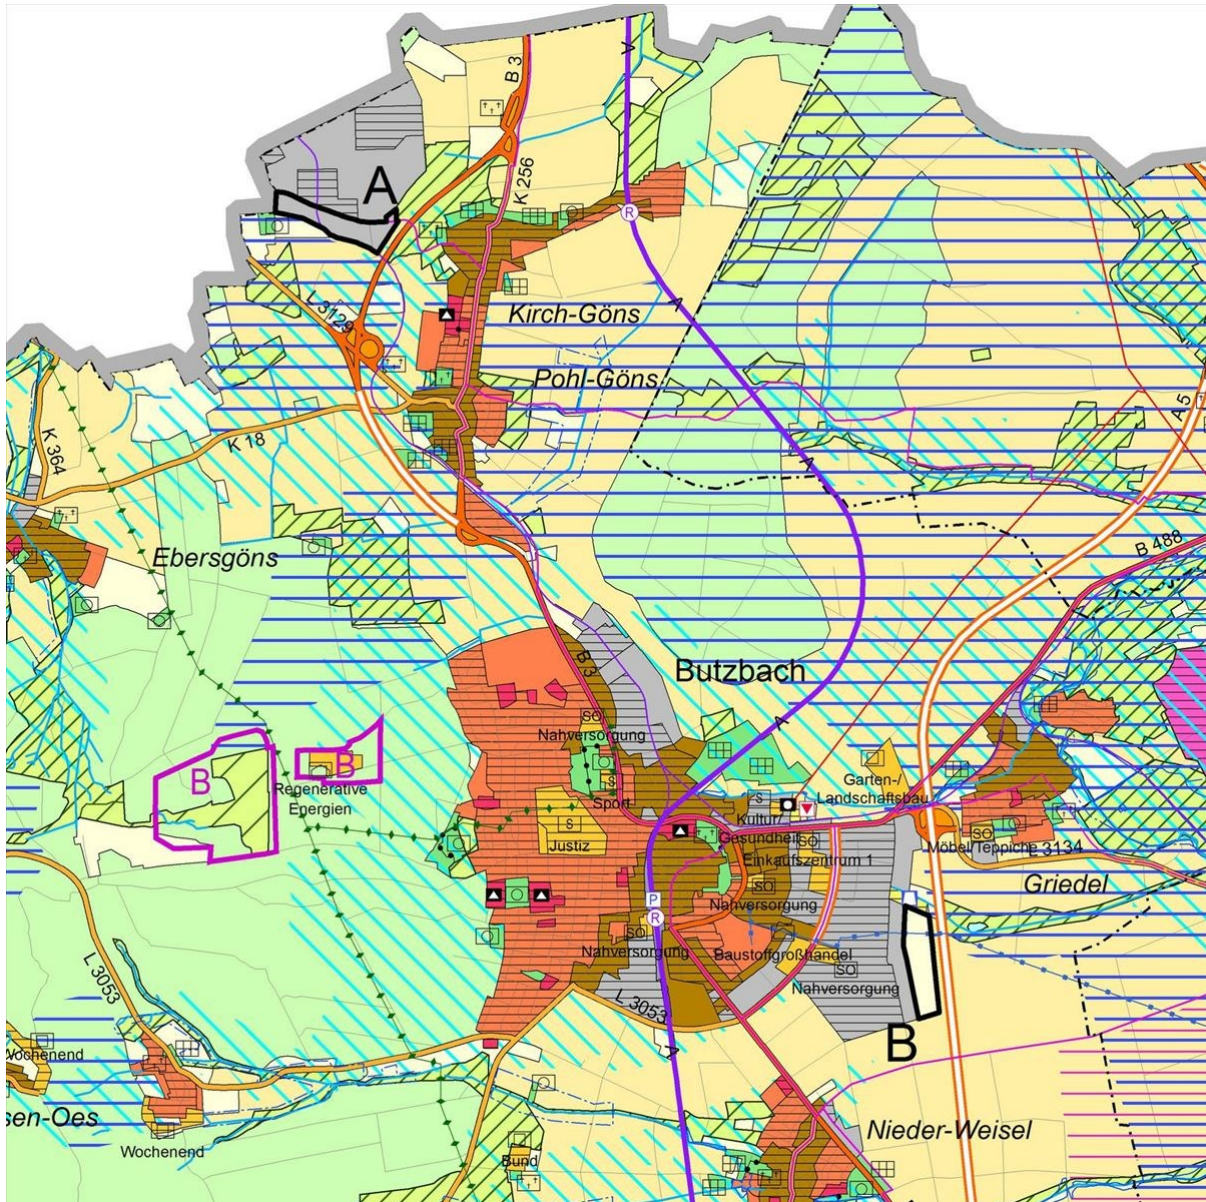 B 3
A
K 256
A
R
L 3129
Kirch-Göns
A
Pohl-Göns
A 5
K 364
K 18
A
B 488
Ebersgöns
B 3
Butzbach
SO
A
Nahversorgung
B
B
Regenerative
Energien
S
Sport
Garten-/
Landschaftsbau
S
Kultur/
Gesundheit
SO
S
Justiz
Einkaufszentrum 1
SO
Möbel/Teppiche
L 3134
SO
Nahversorgung
Griedel
P
R
SO
Nahversorgung
Baustoffgroßhandel
SO
Nahversorgung
L 3053
L 3053
B
A
Wochenend
sen-Oes
Nieder-Weisel
Wochenend
Bund